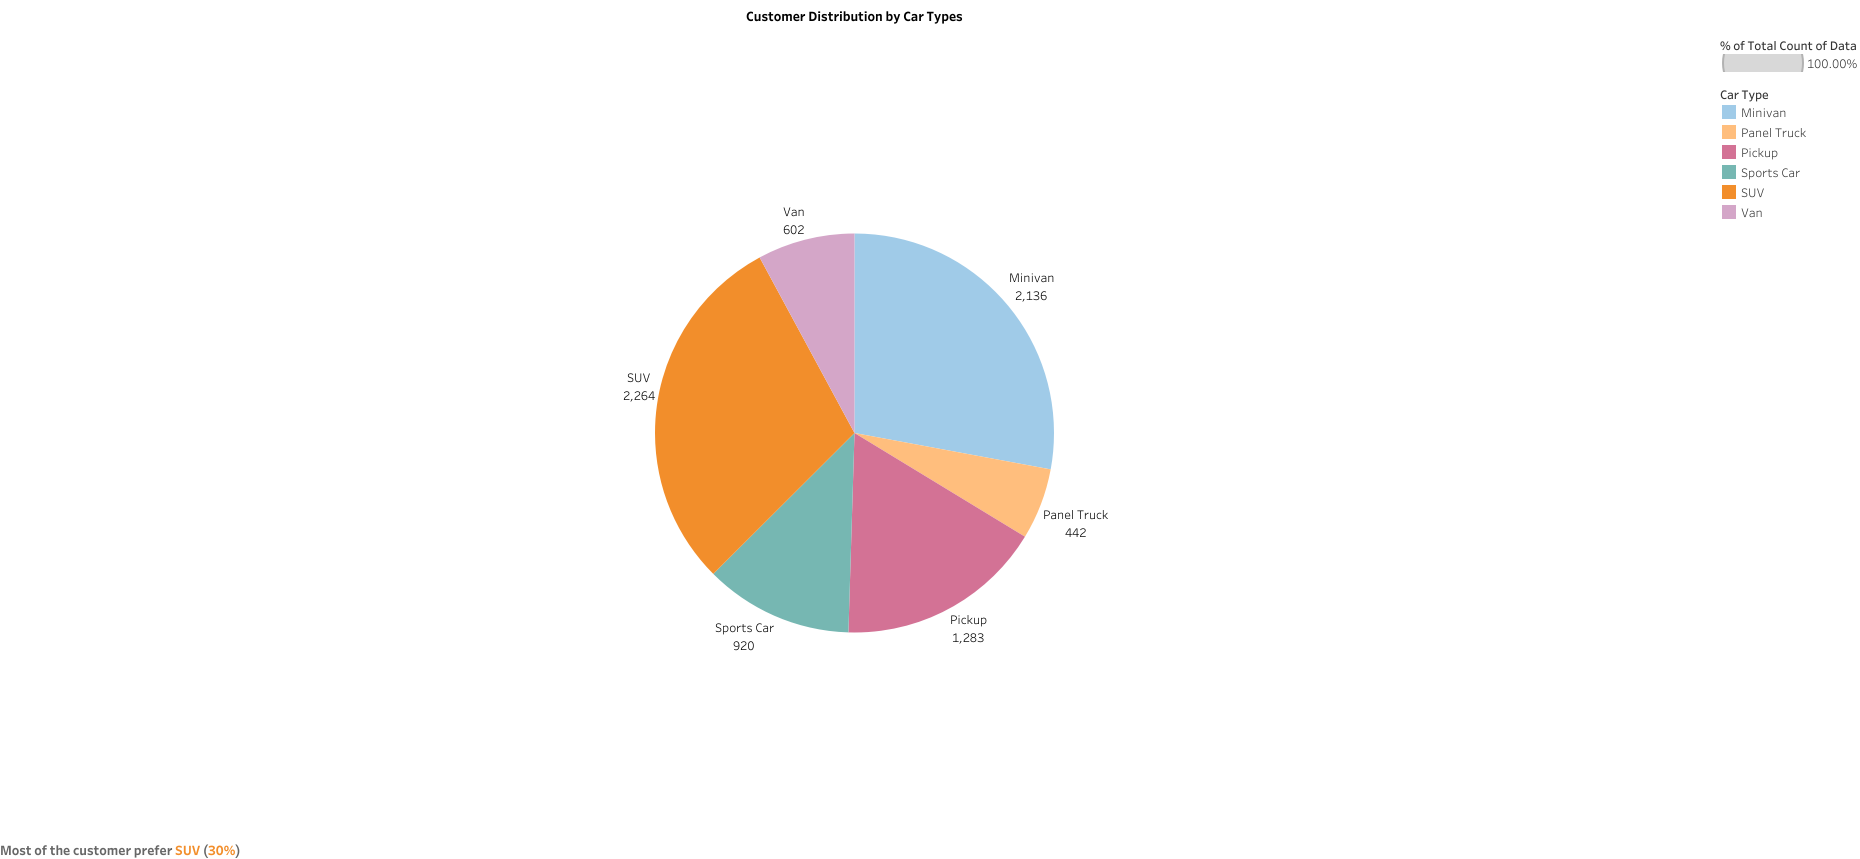 Customer Distribution by Car Types
% of Total Count of Data
100.00%
Car Type
Minivan
Panel Truck
Pickup
Sports Car
SUV
Van
Van
602
Minivan
2,136
SUV
2,264
Panel Truck
442
Pickup
1,283
Sports Car
920
Most of the customer prefer SUV (30%)